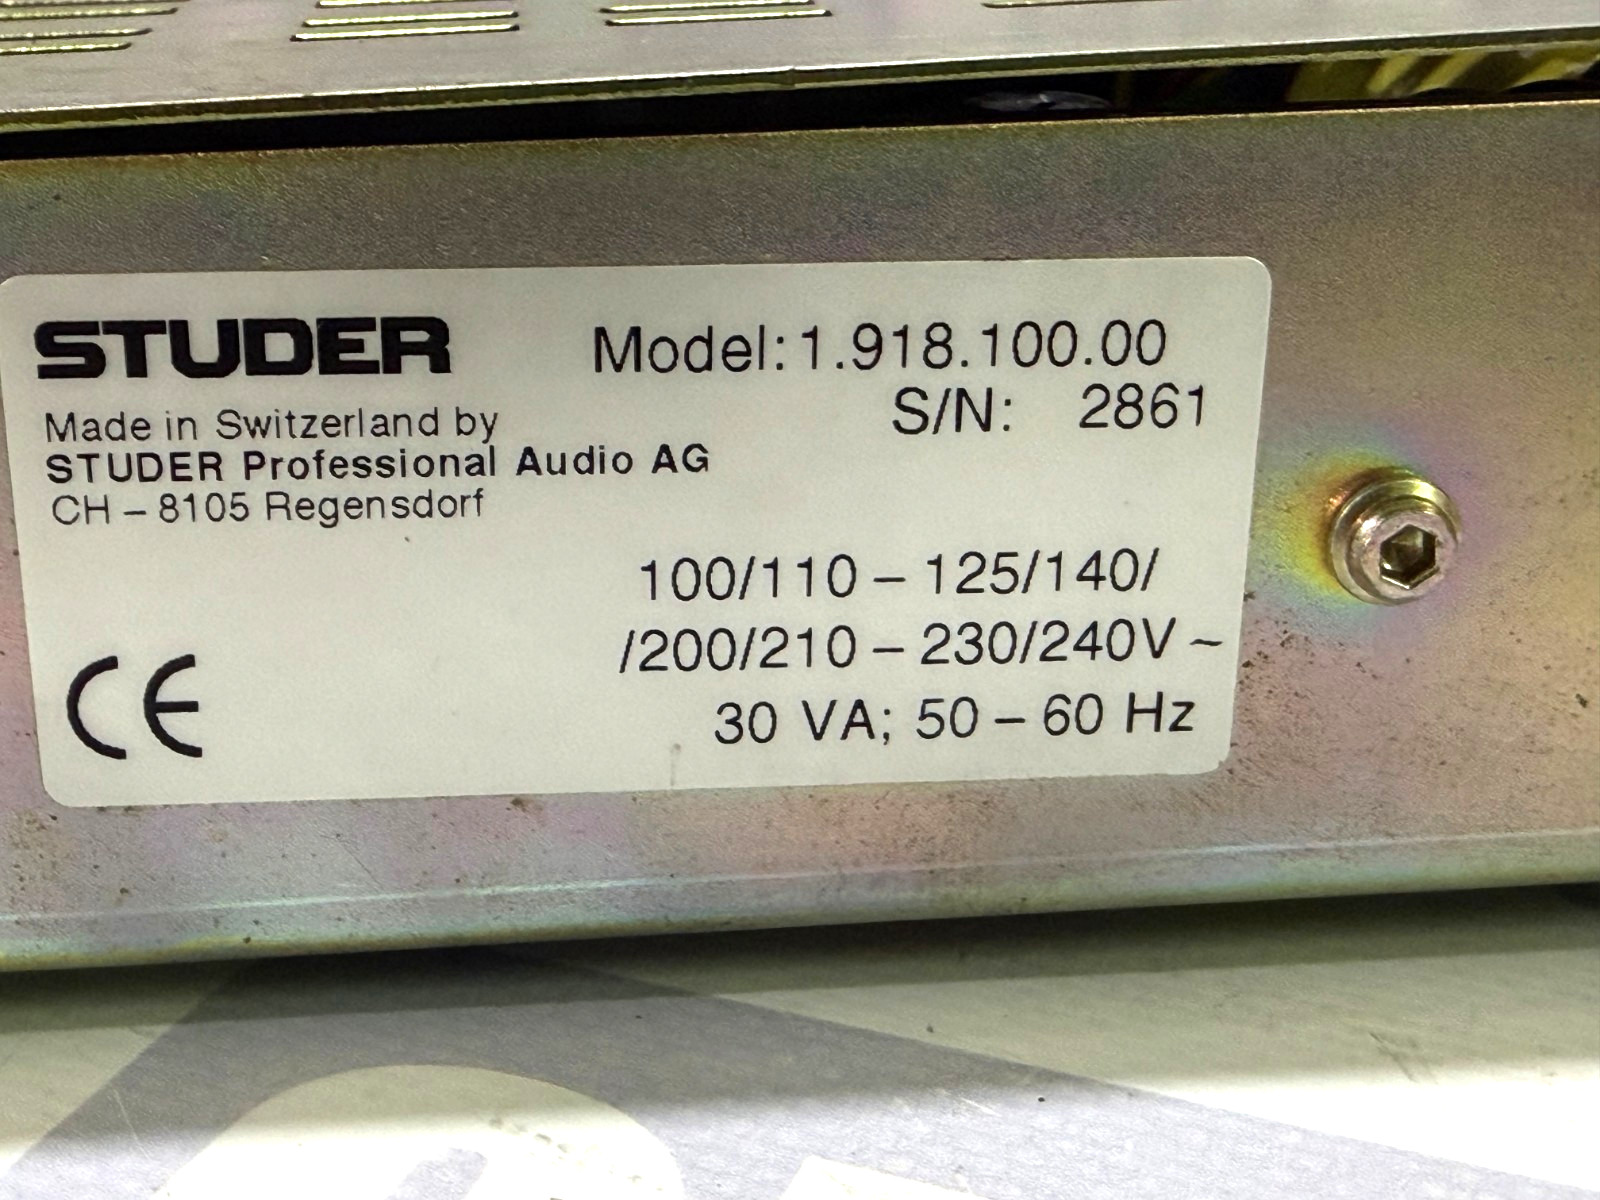 STUDER
Model: 1.918.100.00
S/N: 2861
Made in Switzerland by
STUDER Professional Audio AG
CH – 8105 Regensdorf
100/110 – 125/140/
/200/210 – 230/240V ~
30 VA; 50 – 60 Hz
CE